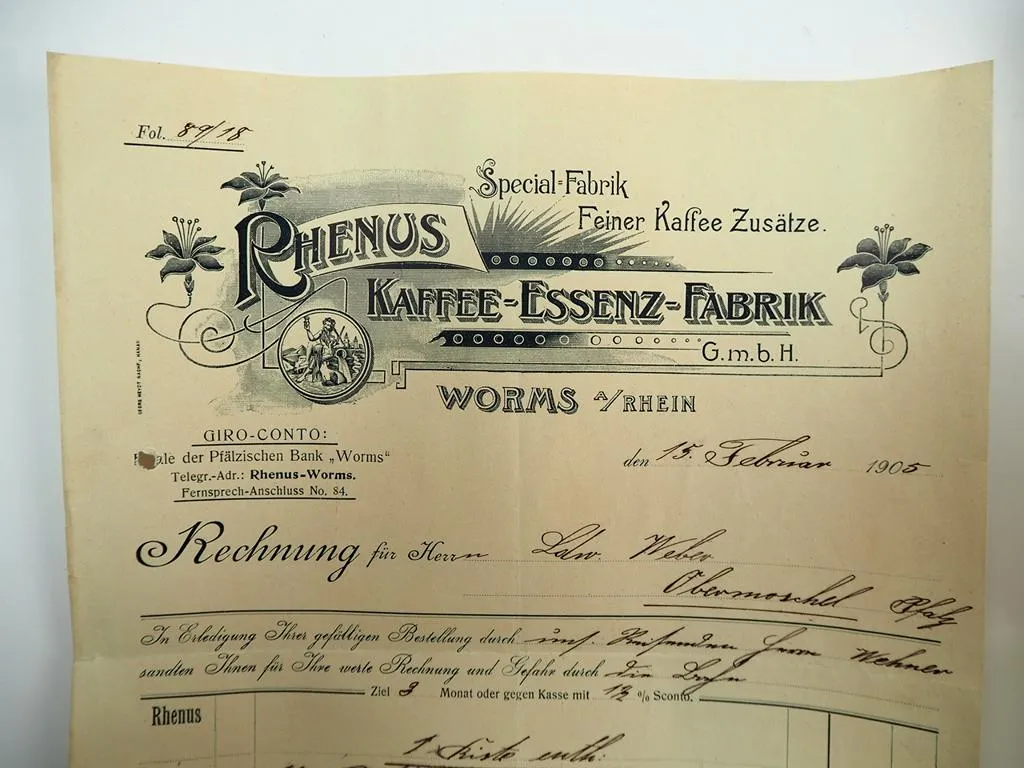 Fol. 89/18
Special-Fabrik
Feiner Kaffee Zusätze.
RHENUS
KAFFEE-ESSENZ-FABRIK
G.m.b.H.
WORMS A/RHEIN
GIRO-CONTO:
der Pfälzischen Bank „Worms“
Telegr.-Adr.: Rhenus-Worms.
Fernsprech-Anschluss No. 84.
den 15. Februar 1905
Rechnung für Herrn Ldw. Weber
Obermoschel Pfalz
In Erledigung Ihrer gefälligen Bestellung durch uns. Reisenden Herrn Wehner
sandten Ihnen für Ihre werte Rechnung und Gefahr durch die Bahn
Ziel 3 Monat oder gegen Kasse mit % Sconto.
Rhenus
1 Kiste enth: